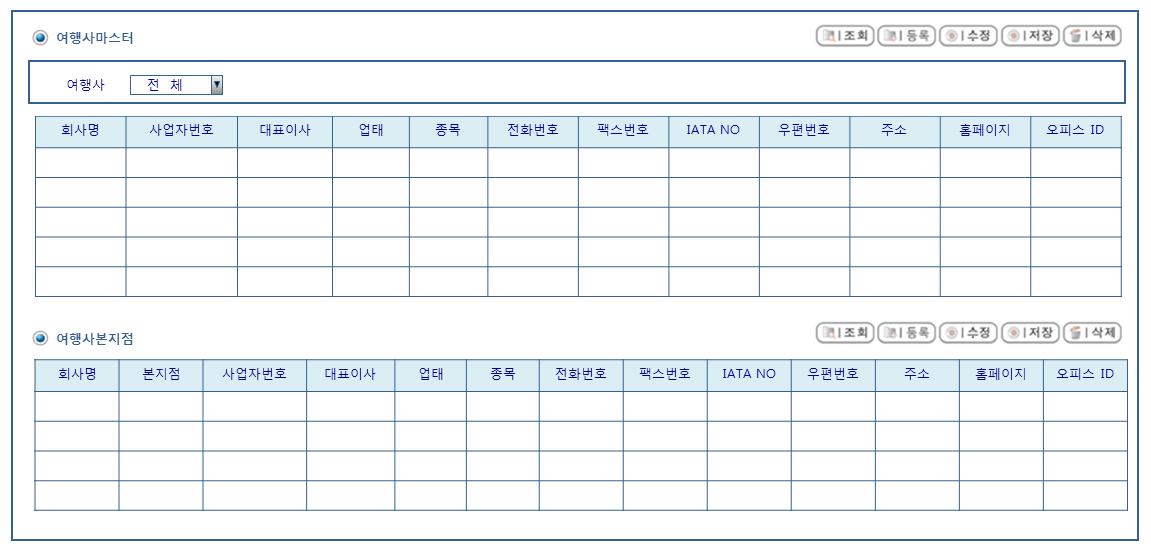 여행사마스터 조회 등록 수정 저장 삭제
여행사 전 체
회사명 사업자번호 대표이사 업태 종목 전화번호 팩스번호 IATA NO 우편번호 주소 홈페이지 오피스 ID
여행사본지점 조회 등록 수정 저장 삭제
회사명 본지점 사업자번호 대표이사 업태 종목 전화번호 팩스번호 IATA NO 우편번호 주소 홈페이지 오피스 ID